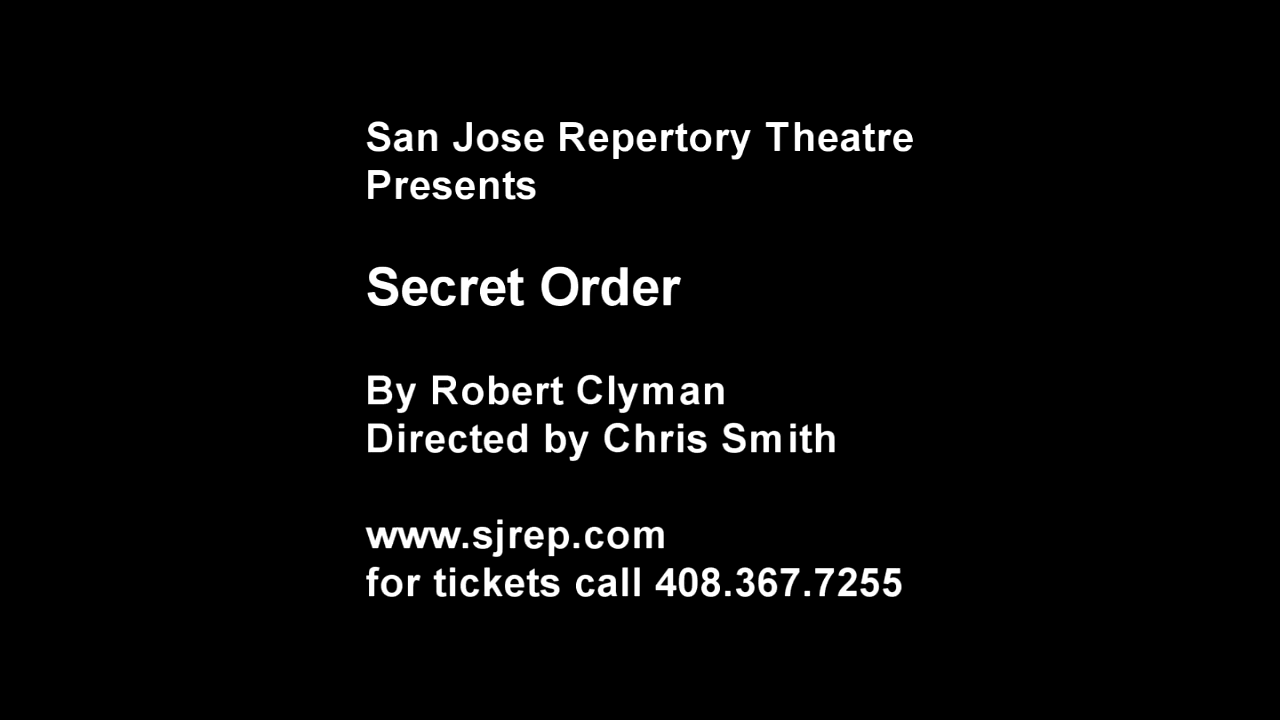 San Jose Repertory Theatre
Presents
Secret Order
By Robert Clyman
Directed by Chris Smith
www.sjrep.com
for tickets call 408.367.7255